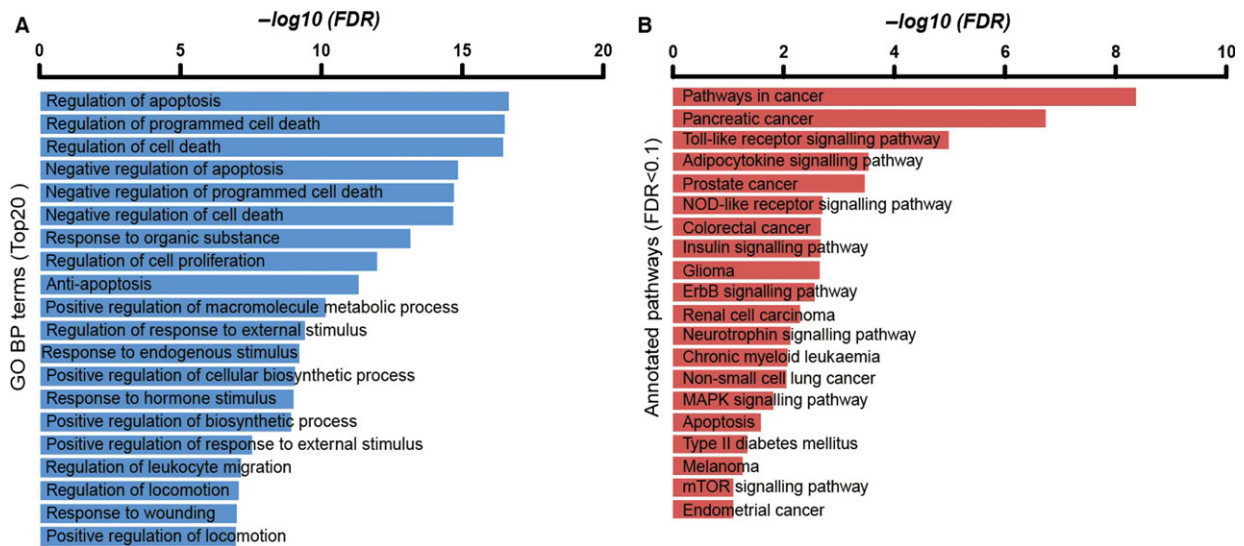 A
–log10 (FDR)
0 5 10 15 20
GO BP terms (Top20)
Regulation of apoptosis
Regulation of programmed cell death
Regulation of cell death
Negative regulation of apoptosis
Negative regulation of programmed cell death
Negative regulation of cell death
Response to organic substance
Regulation of cell proliferation
Anti-apoptosis
Positive regulation of macromolecule metabolic process
Regulation of response to external stimulus
Response to endogenous stimulus
Positive regulation of cellular biosynthetic process
Response to hormone stimulus
Positive regulation of biosynthetic process
Positive regulation of response to external stimulus
Regulation of leukocyte migration
Regulation of locomotion
Response to wounding
Positive regulation of locomotion
B
–log10 (FDR)
0 2 4 6 8 10
Annotated pathways (FDR<0.1)
Pathways in cancer
Pancreatic cancer
Toll-like receptor signalling pathway
Adipocytokine signalling pathway
Prostate cancer
NOD-like receptor signalling pathway
Colorectal cancer
Insulin signalling pathway
Glioma
ErbB signalling pathway
Renal cell carcinoma
Neurotrophin signalling pathway
Chronic myeloid leukaemia
Non-small cell lung cancer
MAPK signalling pathway
Apoptosis
Type II diabetes mellitus
Melanoma
mTOR signalling pathway
Endometrial cancer